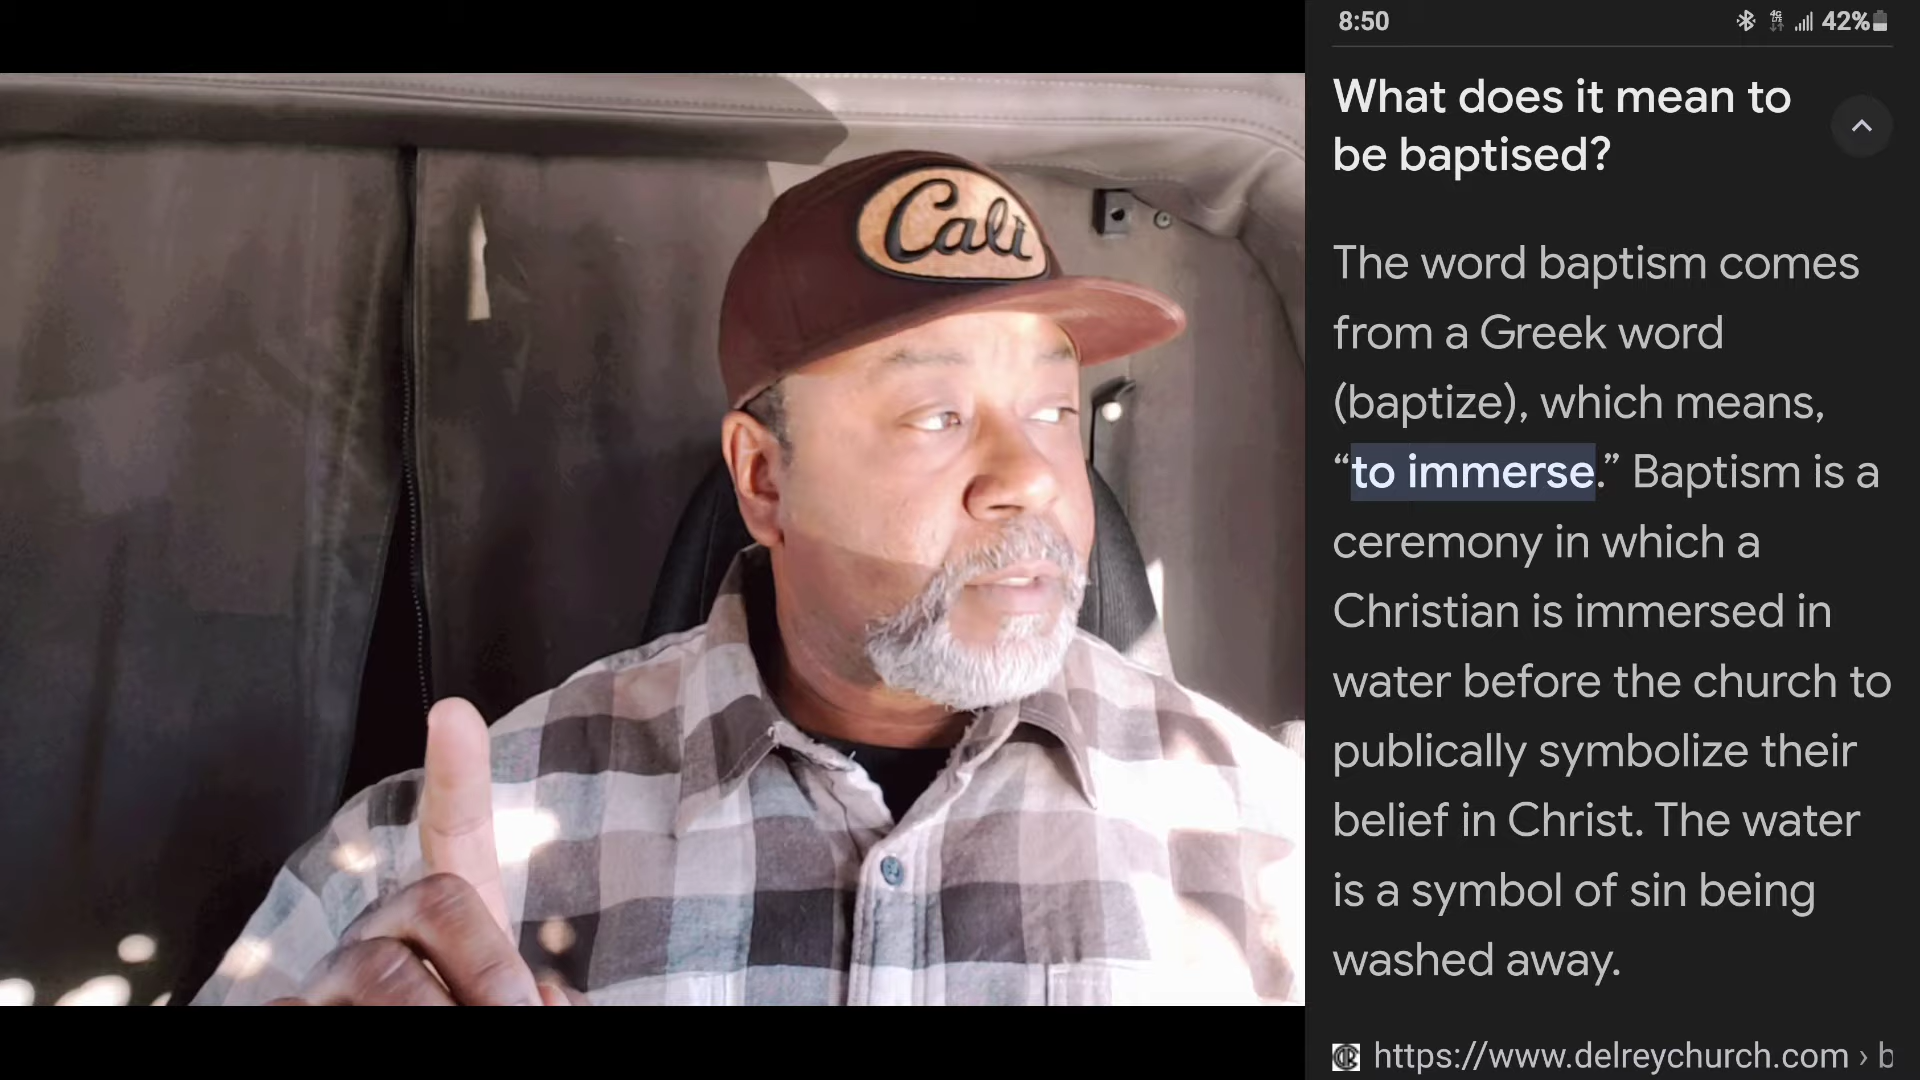 Cali
8:50
4G
LTE
42%
What does it mean to
be baptised?
The word baptism comes
from a Greek word
(baptize), which means,
“to immerse.” Baptism is a
ceremony in which a
Christian is immersed in
water before the church to
publically symbolize their
belief in Christ. The water
is a symbol of sin being
washed away.
https://www.delreychurch.com › b